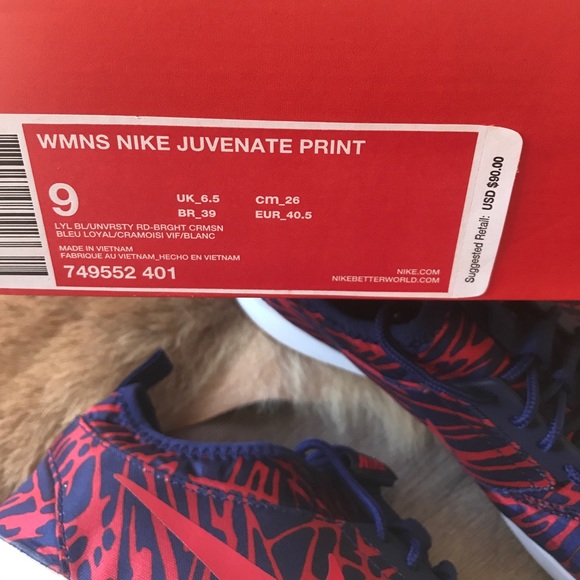 WMNS NIKE JUVENATE PRINT
9
UK_6.5 cm_26
BR_39 EUR_40.5
LYL BL/UNVRSTY RD-BRGHT CRMSN
BLEU LOYAL/CRAMOISI VIF/BLANC
MADE IN VIETNAM
FABRIQUE AU VIETNAM_HECHO EN VIETNAM
749552 401
NIKE.COM
NIKEBETTERWORLD.COM
Suggested Retail: USD $90.00
NIKE